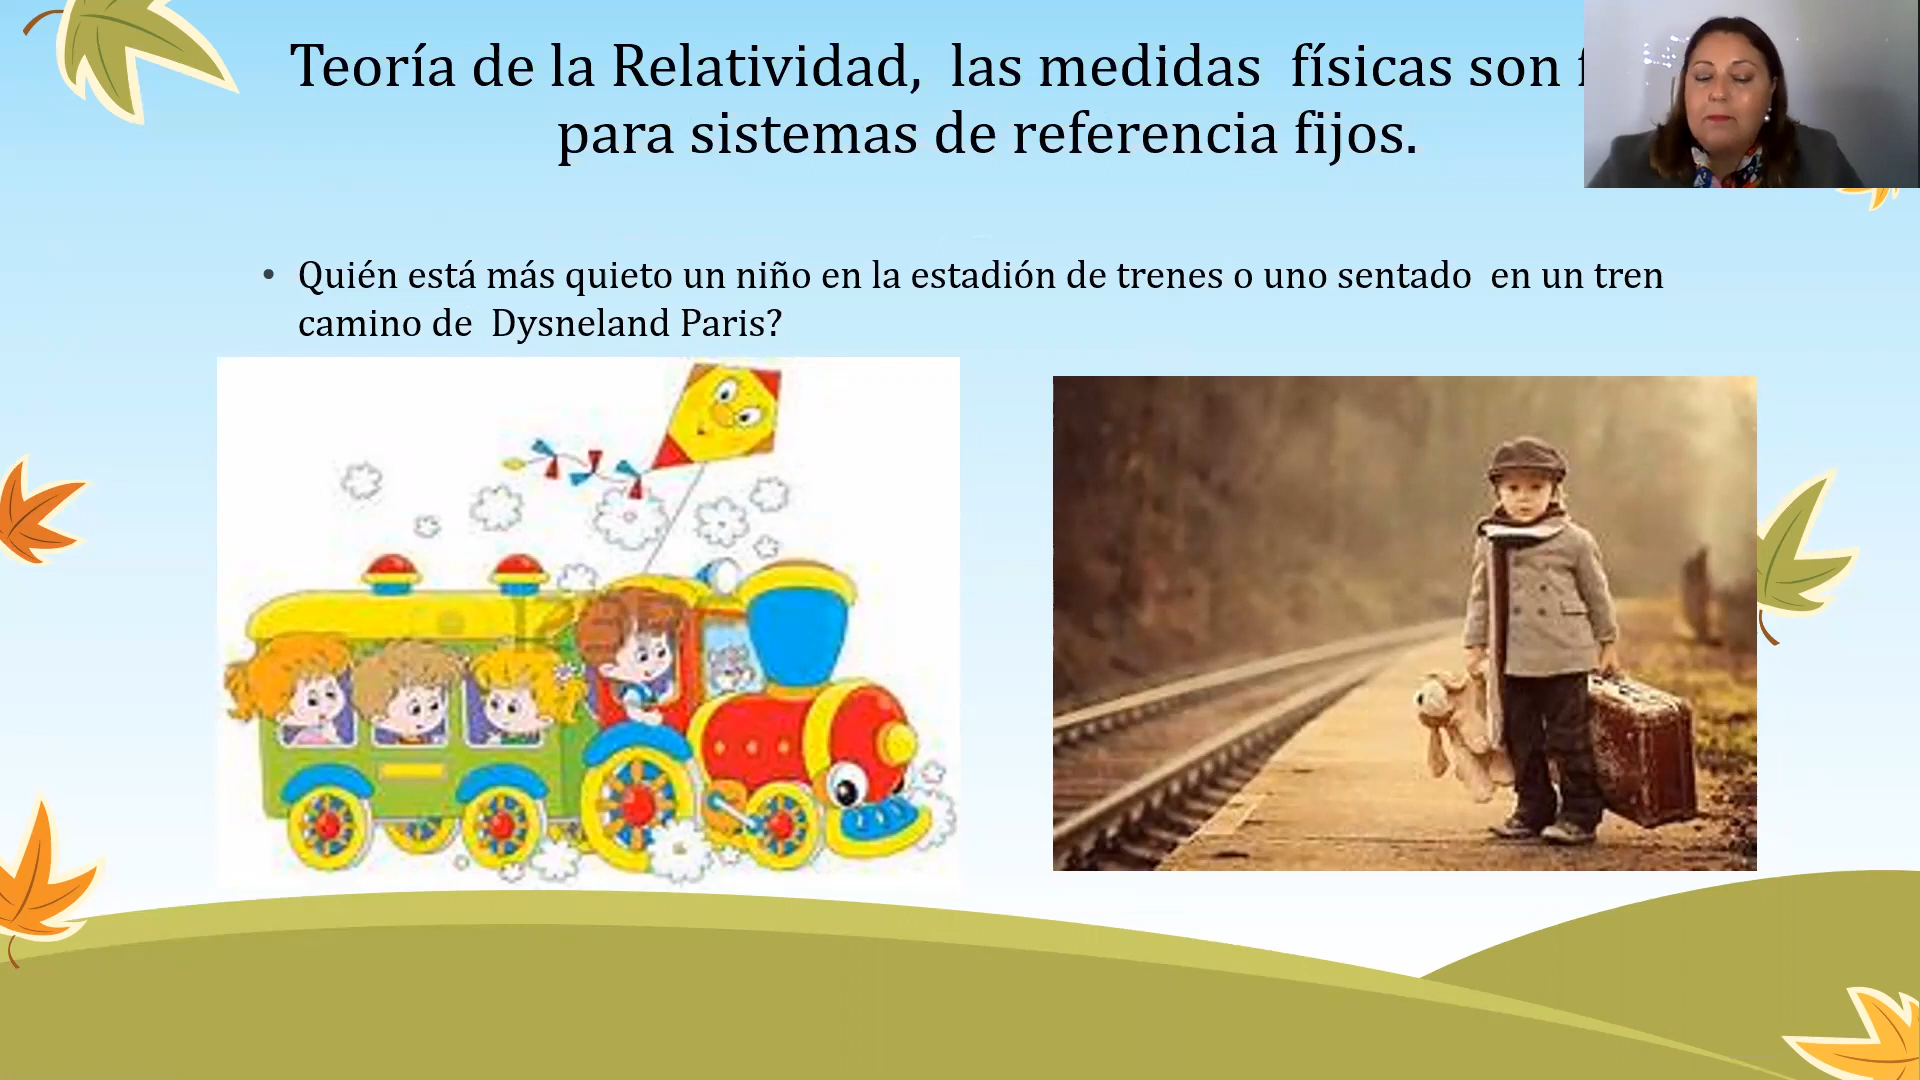 Teoría de la Relatividad, las medidas físicas son
para sistemas de referencia fijos.
• Quién está más quieto un niño en la estadión de trenes o uno sentado en un tren
camino de Dysneland Paris?